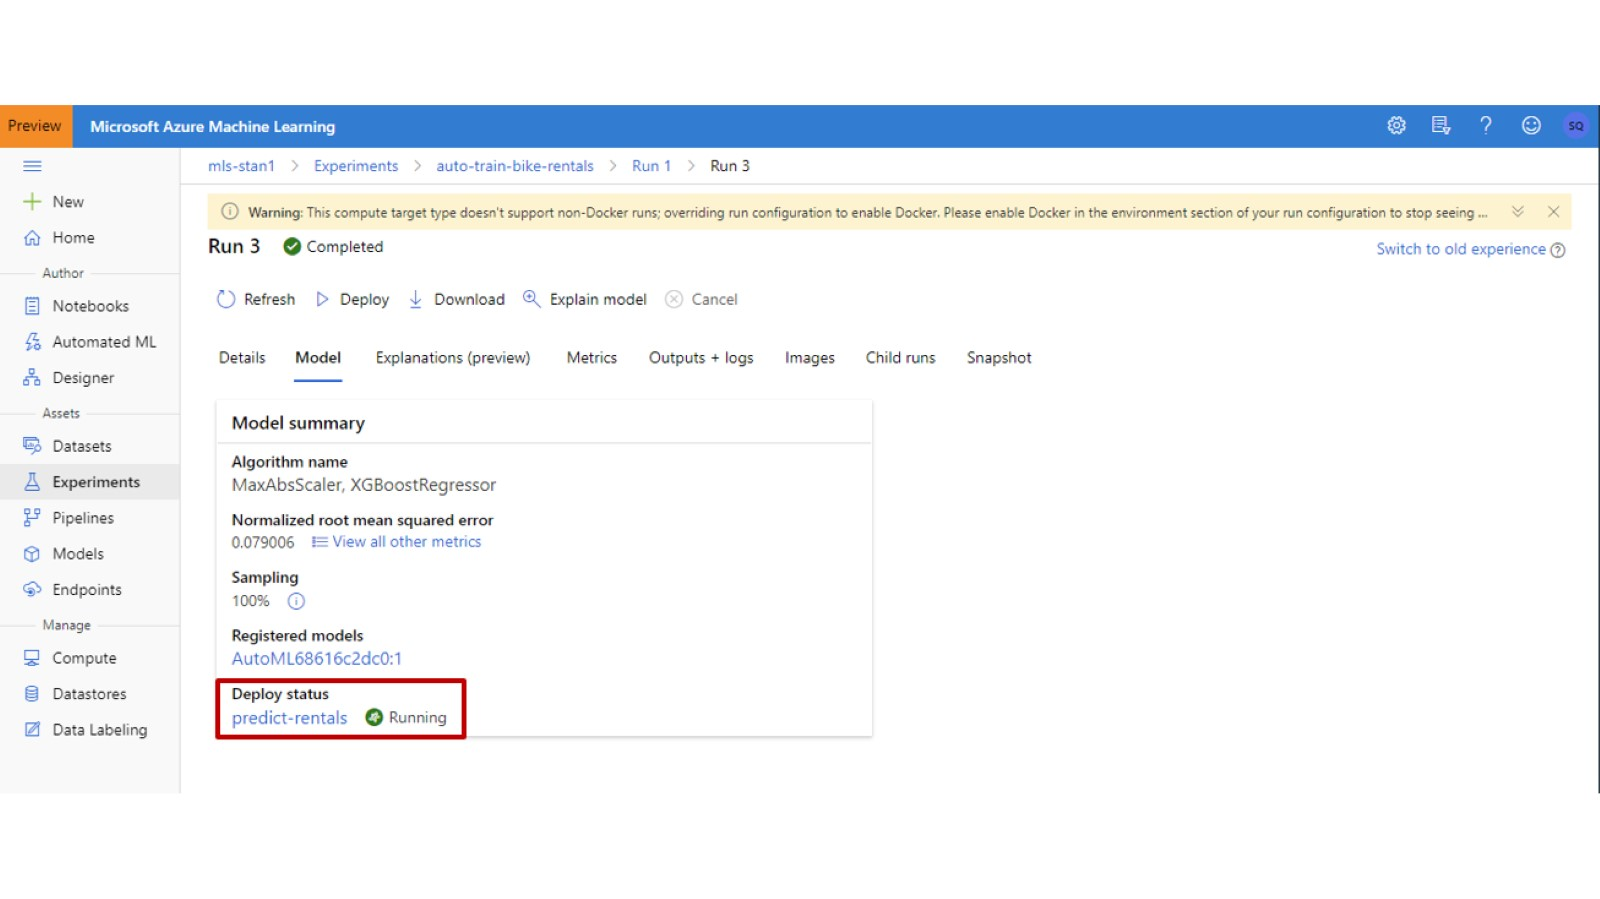 Preview
Microsoft Azure Machine Learning
SQ
mls-stan1 > Experiments > auto-train-bike-rentals > Run 1 > Run 3
New
Home
Author
Notebooks
Automated ML
Designer
Assets
Datasets
Experiments
Pipelines
Models
Endpoints
Manage
Compute
Datastores
Data Labeling
Warning: This compute target type doesn't support non-Docker runs; overriding run configuration to enable Docker. Please enable Docker in the environment section of your run configuration to stop seeing ...
Run 3 Completed
Switch to old experience
Refresh Deploy Download Explain model Cancel
Details Model Explanations (preview) Metrics Outputs + logs Images Child runs Snapshot
Model summary
Algorithm name
MaxAbsScaler, XGBoostRegressor
Normalized root mean squared error
0.079006 View all other metrics
Sampling
100%
Registered models
AutoML68616c2dc0:1
Deploy status
predict-rentals Running